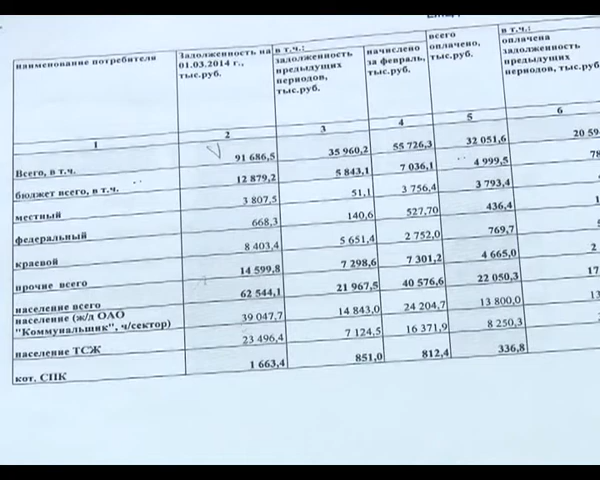 наименование потребителя
Задолженность на
01.03.2014 г.,
тыс.руб.
в т.ч.:
задолженность
предыдущих
периодов,
тыс.руб.
начислено
за февраль,
тыс.руб.
всего
оплачено,
тыс.руб.
в т.ч.:
оплачена
задолженность
предыдущих
периодов, тыс.руб
1 2 3 4 5 6
Всего, в т.ч. 91 686,5 35 960,2 55 726,3 32 051,6 20 59
бюджет всего, в т.ч. 12 879,2 5 843,1 7 036,1 4 999,5 78
местный 3 807,5 51,1 3 756,4 3 793,4
федеральный 668,3 140,6 527,70 436,4 1
краевой 8 403,4 5 651,4 2 752,0 769,7
прочие всего 14 599,8 7 298,6 7 301,2 4 665,0 2
население всего 62 544,1 21 967,5 40 576,6 22 050,3 17
население (ж/д ОАО
"Коммунальщик", ч/сектор) 39 047,7 14 843,0 24 204,7 13 800,0 13
население ТСЖ 23 496,4 7 124,5 16 371,9 8 250,3
кот. СПК 1 663,4 851,0 812,4 336,8